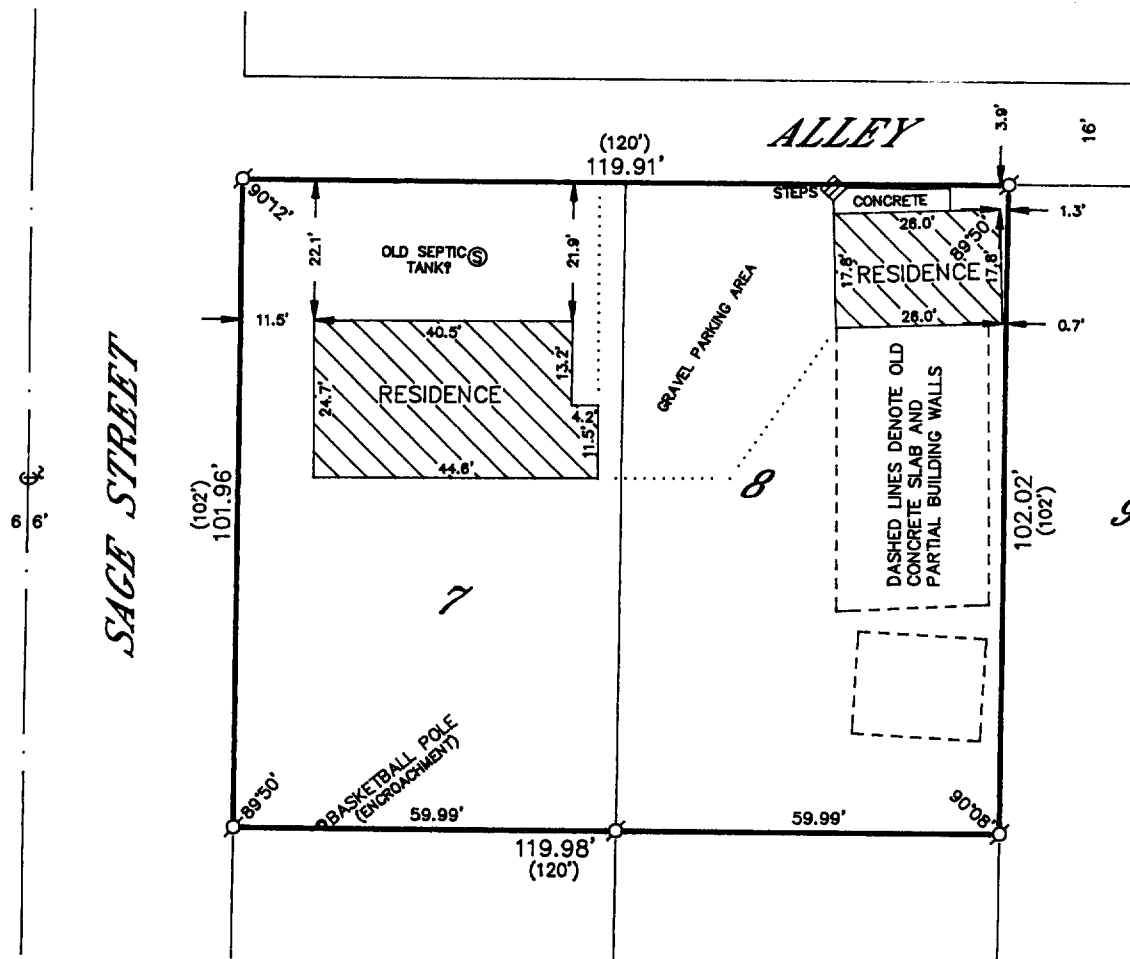 ALLEY
3.9'
16'
(120')
119.91'
90°12'
STEPS
CONCRETE
1.3'
26.0'
89°50'
22.1'
OLD SEPTIC Ⓢ
TANK?
21.9'
17.8'
RESIDENCE
17.8'
GRAVEL PARKING AREA
11.5'
40.5'
26.0'
0.7'
13.2'
24.7'
RESIDENCE
4.2'
11.5'
44.6'
DASHED LINES DENOTE OLD
CONCRETE SLAB AND
PARTIAL BUILDING WALLS
SAGE STREET
66'
(102')
101.96'
8
102.02'
(102')
9
7
BASKETBALL POLE
(ENCROACHMENT)
89°50'
59.99'
59.99'
90°08'
119.98'
(120')